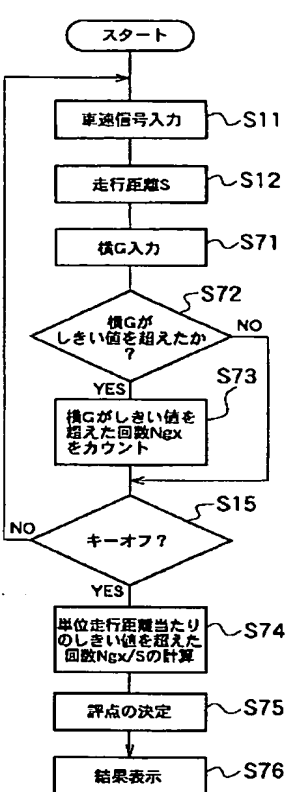 スタート
車速信号入力
S11
走行距離S
S12
横G入力
S71
S72
横Gが
しきい値を超えたか
?
NO
YES
S73
横Gがしきい値を
超えた回数Ngx
をカウント
S15
NO
キーオフ?
YES
単位走行距離当たり
のしきい値を超えた
回数Ngx/Sの計算
S74
評点の決定
S75
結果表示
S76